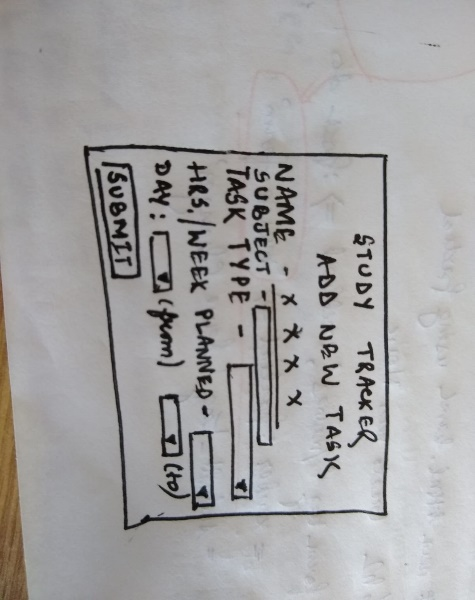 STUDY TRACKER
ADD NEW TASK
NAME - X X X X
SUBJECT -
TASK TYPE -
HRS./WEEK PLANNED -
DAY: (from) (to)
SUBMIT